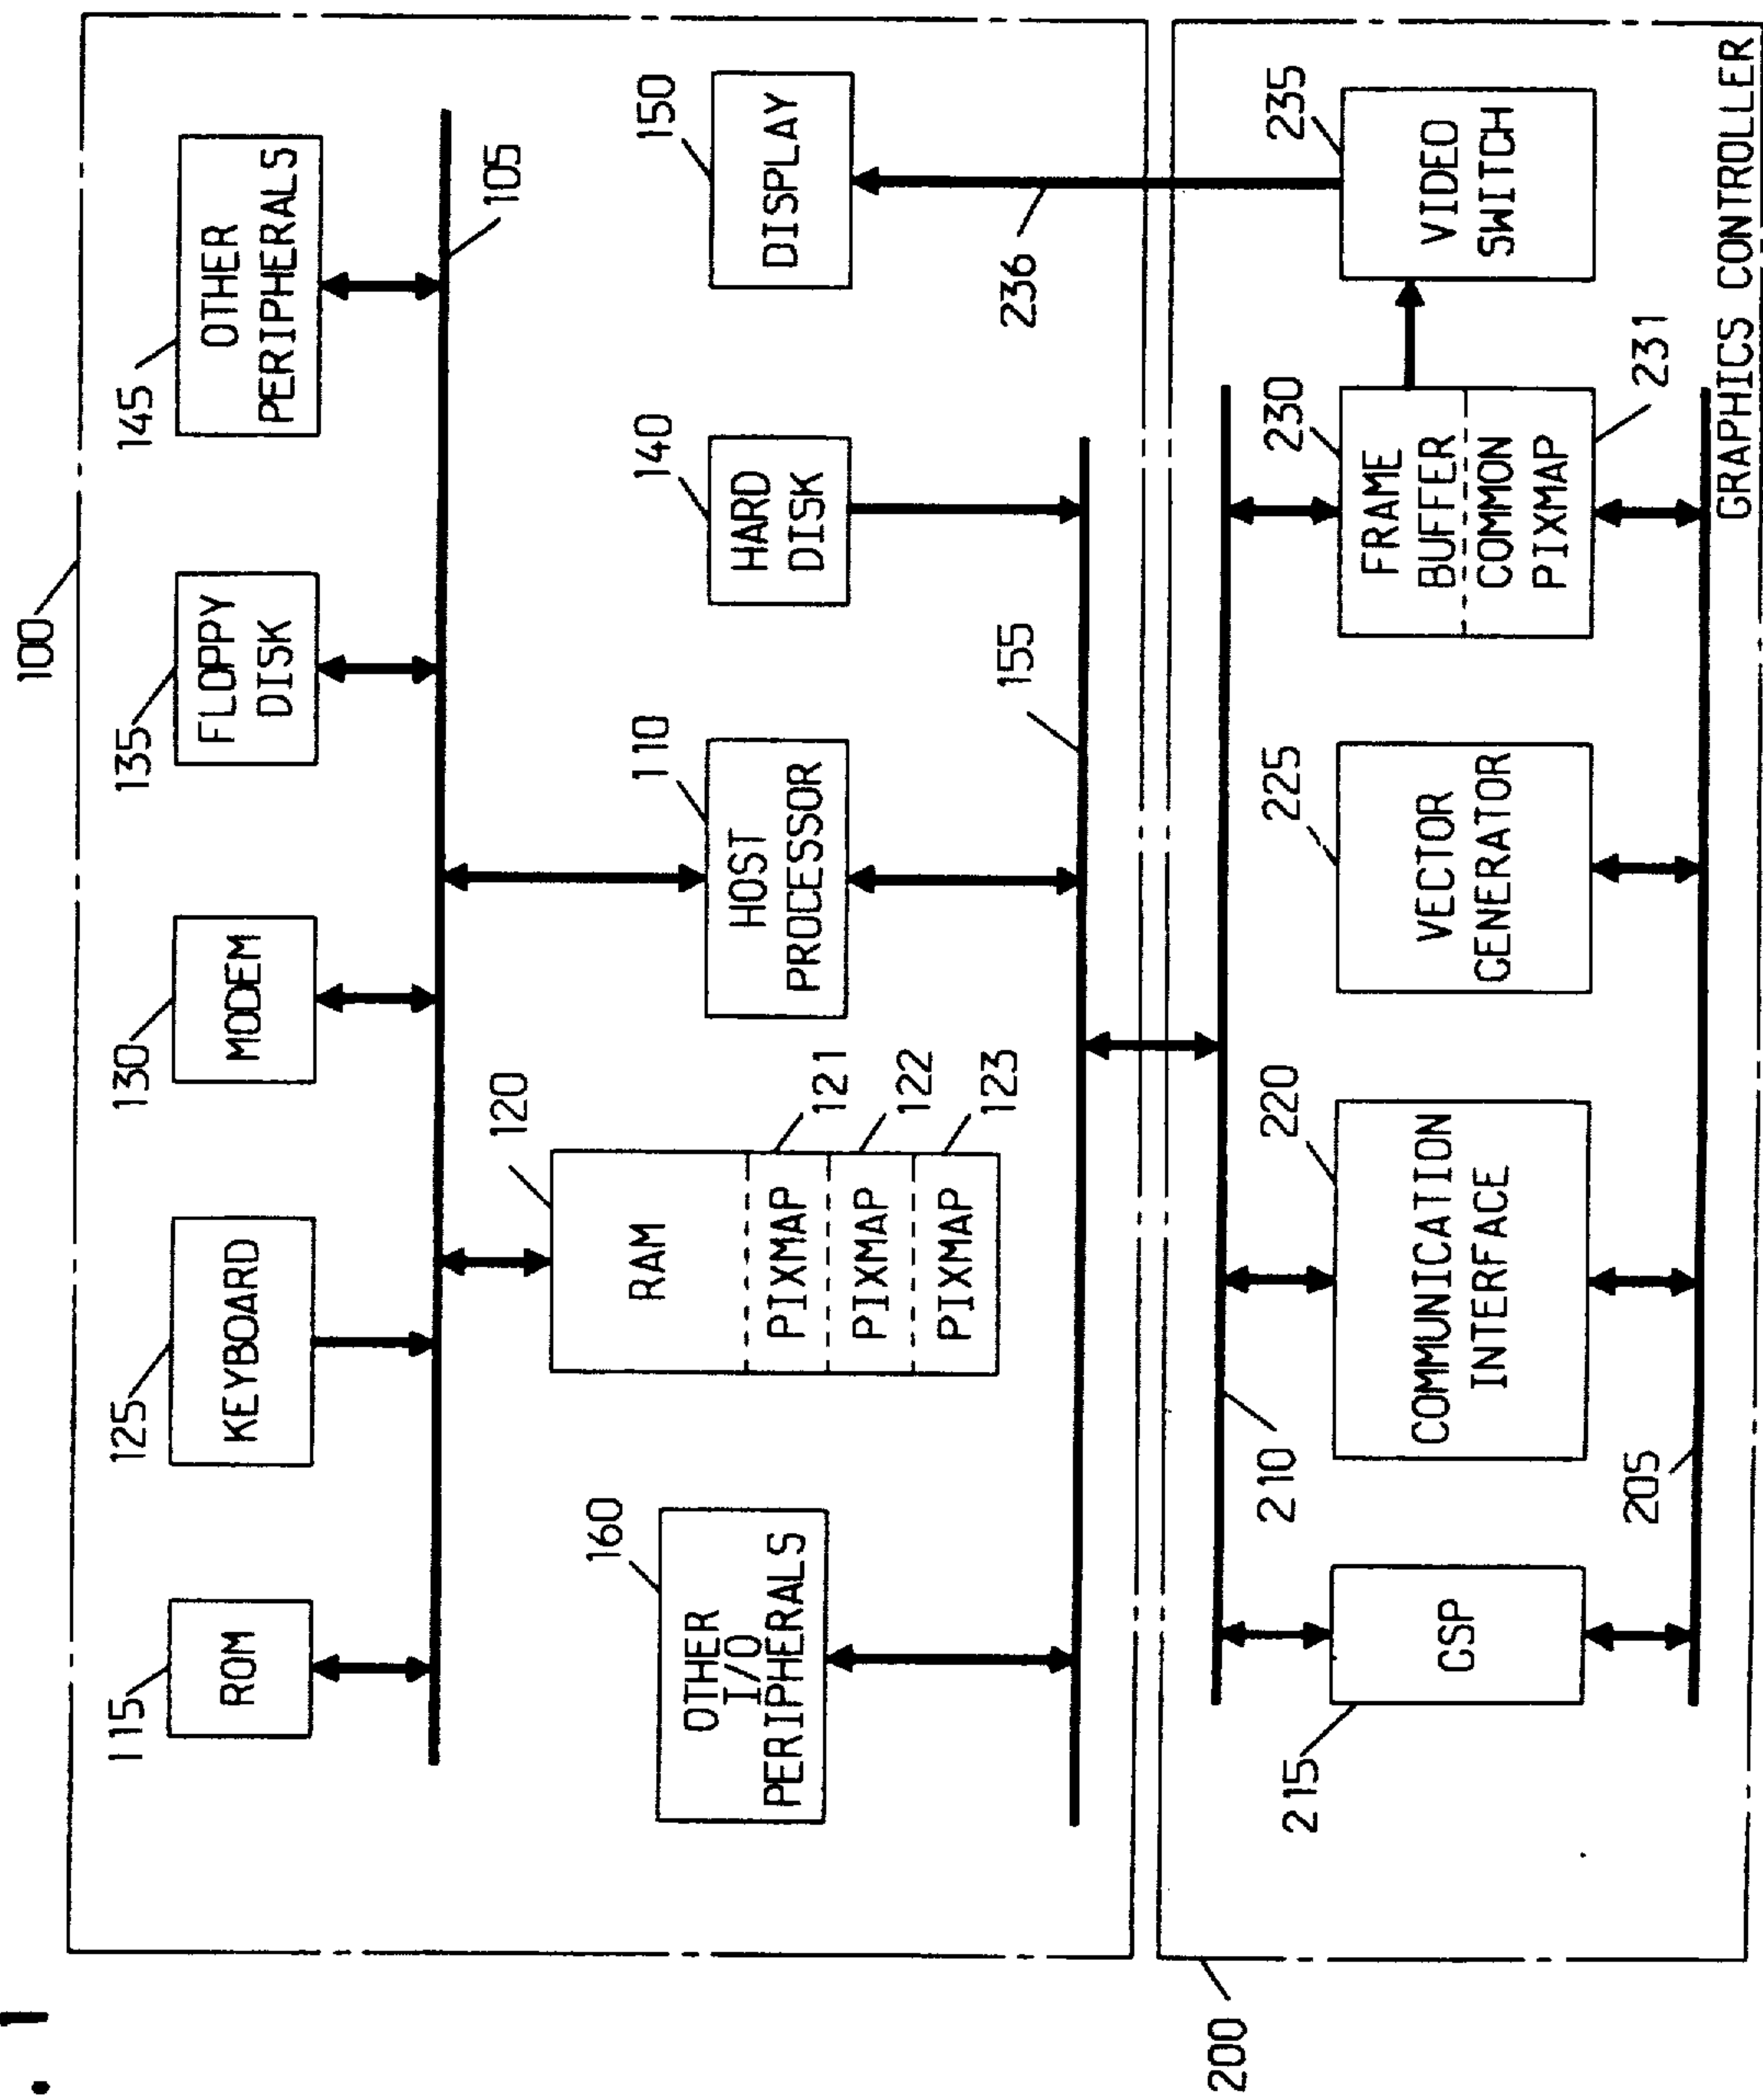 . 1
100
115
ROM
125
KEYBOARD
130
MODEM
135
FLOPPY
DISK
145
OTHER
PERIPHERALS
105
160
OTHER
I/O
PERIPHERALS
120
RAM
PIXMAP
121
PIXMAP
122
PIXMAP
123
110
HOST
PROCESSOR
140
HARD
DISK
150
DISPLAY
155
236
200
210
215
GSP
220
COMMUNICATION
INTERFACE
225
VECTOR
GENERATOR
230
FRAME
BUFFER
COMMON
PIXMAP
231
235
VIDEO
SWITCH
205
GRAPHICS CONTROLLER